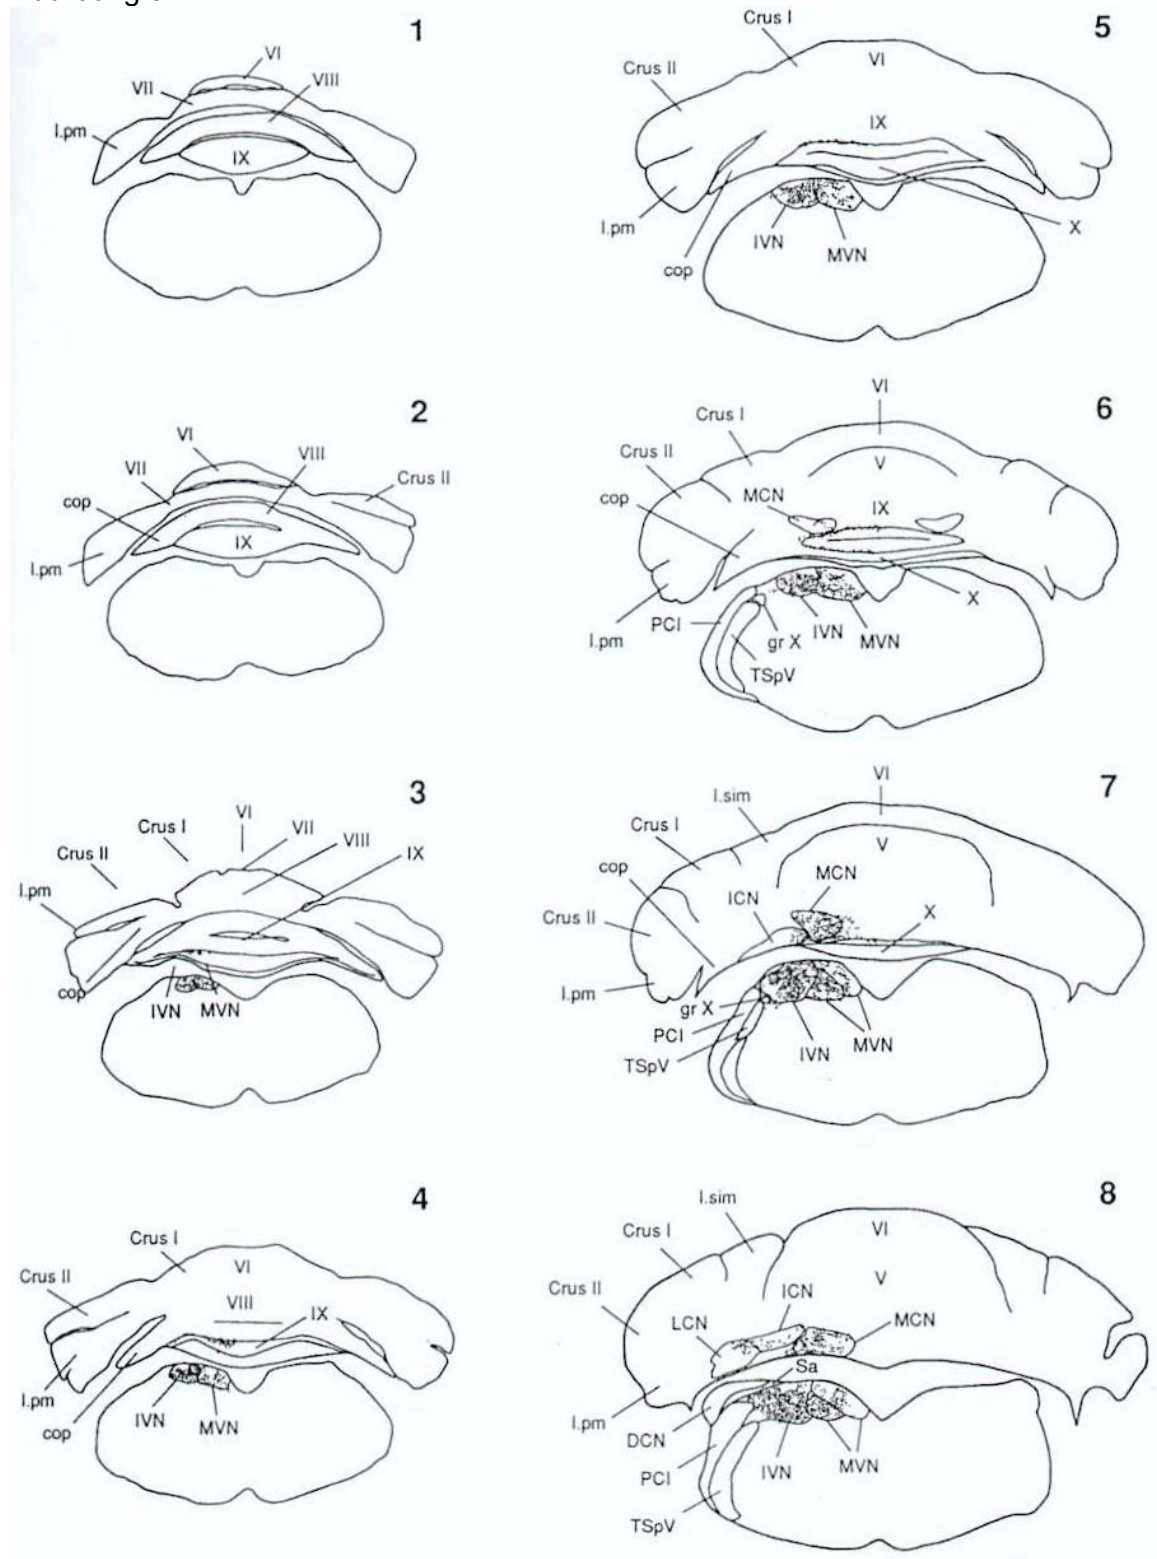 1
VI
VII
VIII
l.pm
IX
2
VI
VIII
VII
Crus II
cop
IX
l.pm
3
VI
Crus I
VII
VIII
Crus II
IX
l.pm
cop
IVN
MVN
4
Crus I
VI
Crus II
VIII
IX
l.pm
IVN
MVN
cop
5
Crus I
VI
Crus II
IX
l.pm
X
IVN
MVN
cop
6
VI
Crus I
Crus II
V
cop
MCN
IX
X
PCI
IVN
l.pm
gr X
MVN
TSpV
7
VI
l.sim
Crus I
V
cop
MCN
ICN
X
Crus II
l.pm
gr X
PCI
MVN
IVN
TSpV
8
l.sim
Crus I
VI
V
Crus II
ICN
LCN
MCN
Sa
l.pm
DCN
MVN
PCI
IVN
TSpV